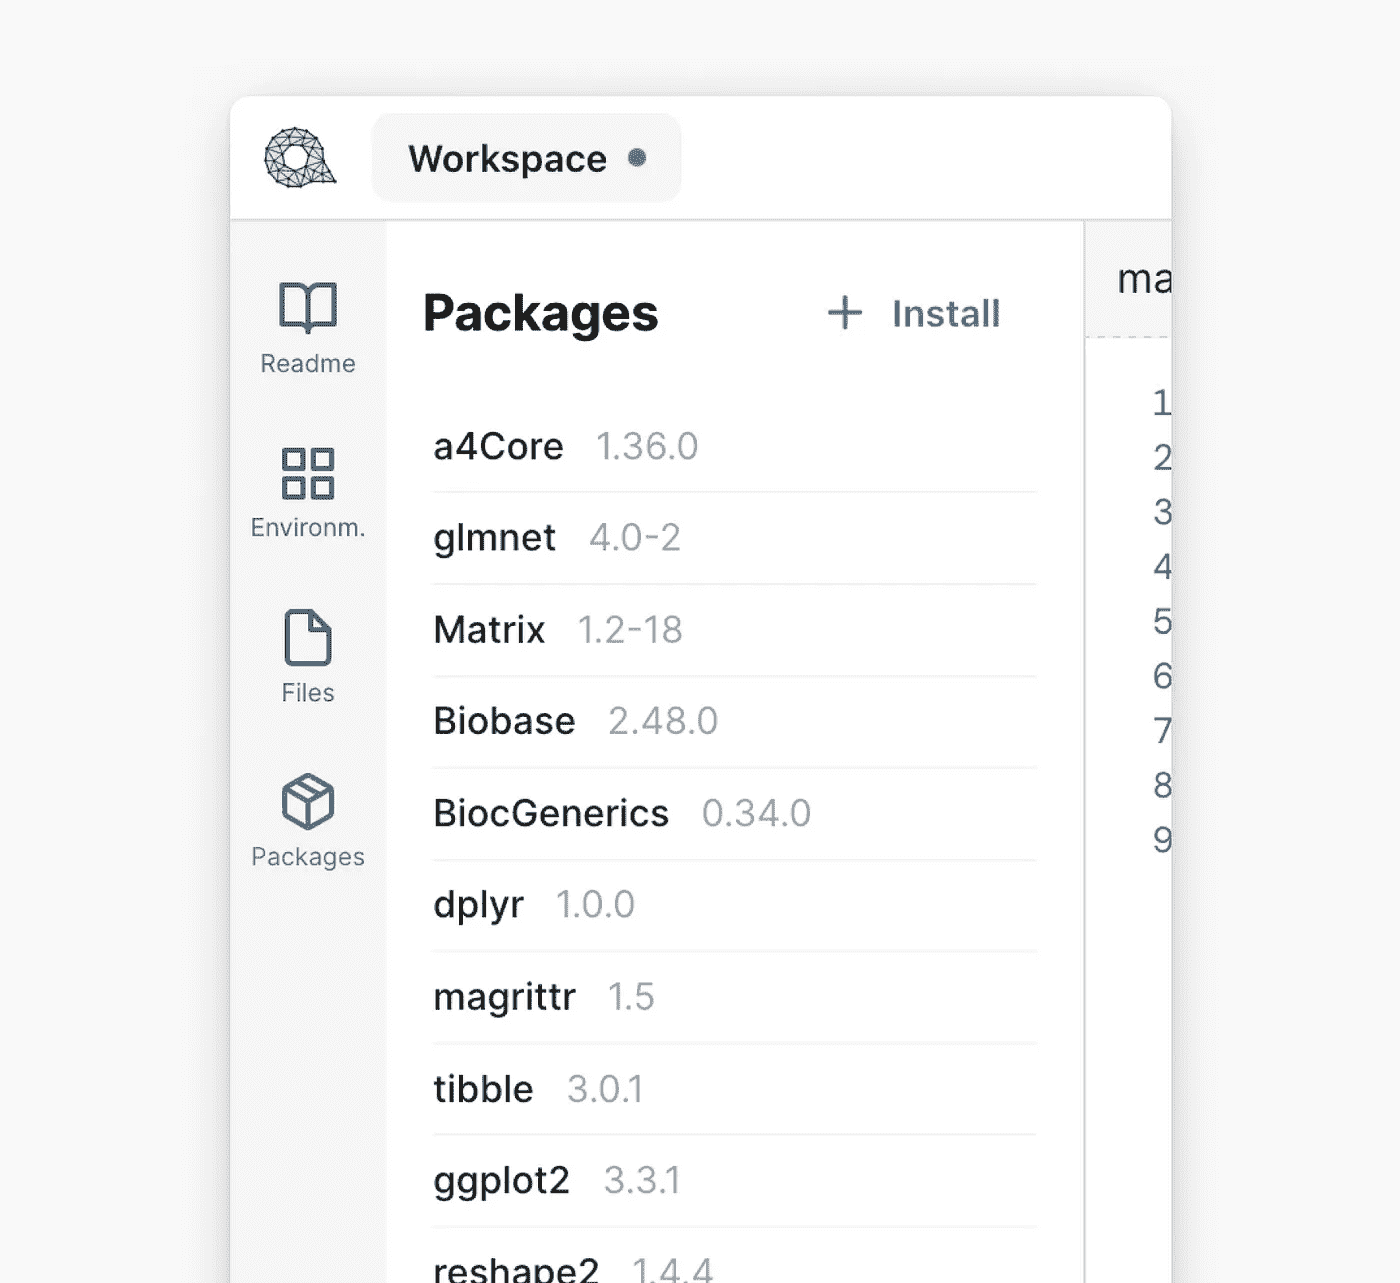 Workspace
Readme
Environm.
Files
Packages
Packages
+ Install
a4Core 1.36.0
glmnet 4.0-2
Matrix 1.2-18
Biobase 2.48.0
BiocGenerics 0.34.0
dplyr 1.0.0
magrittr 1.5
tibble 3.0.1
ggplot2 3.3.1
reshape2 1.4.4
ma
1
2
3
4
5
6
7
8
9